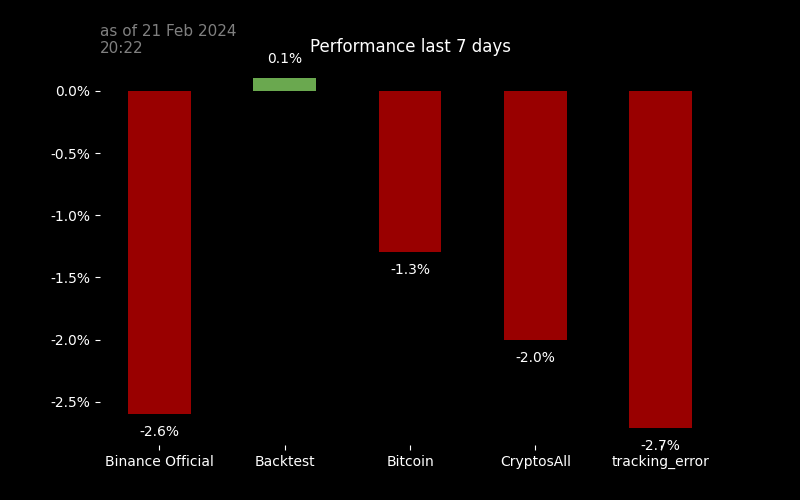 as of 21 Feb 2024
20:22
Performance last 7 days
0.1%
0.0%
-0.5%
-1.0%
-1.5%
-2.0%
-2.5%
-1.3%
-2.0%
-2.6%
-2.7%
Binance Official
Backtest
Bitcoin
CryptosAll
tracking_error